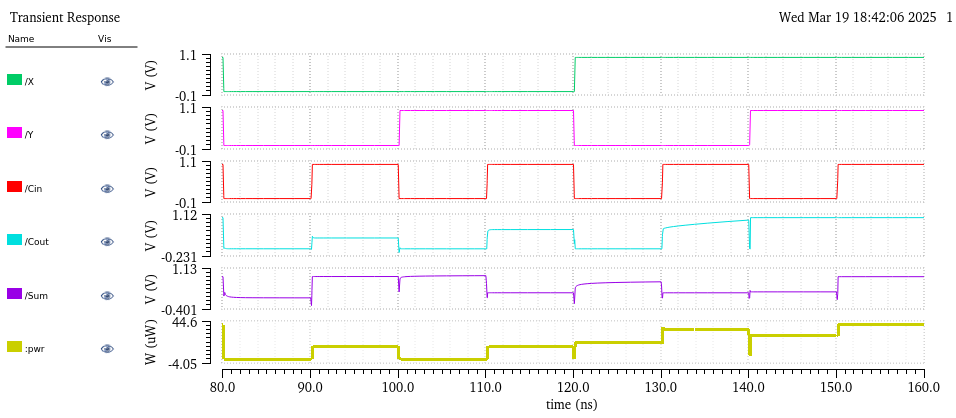 Transient Response
Wed Mar 19 18:42:06 2025 1
Name Vis
/X
V (V)
1.1
-0.1
/Y
V (V)
1.1
-0.1
/Cin
V (V)
1.1
-0.1
/Cout
V (V)
1.12
-0.231
/Sum
V (V)
1.13
-0.401
:pwr
W (uW)
44.6
-4.05
80.0 90.0 100.0 110.0 120.0 130.0 140.0 150.0 160.0
time (ns)